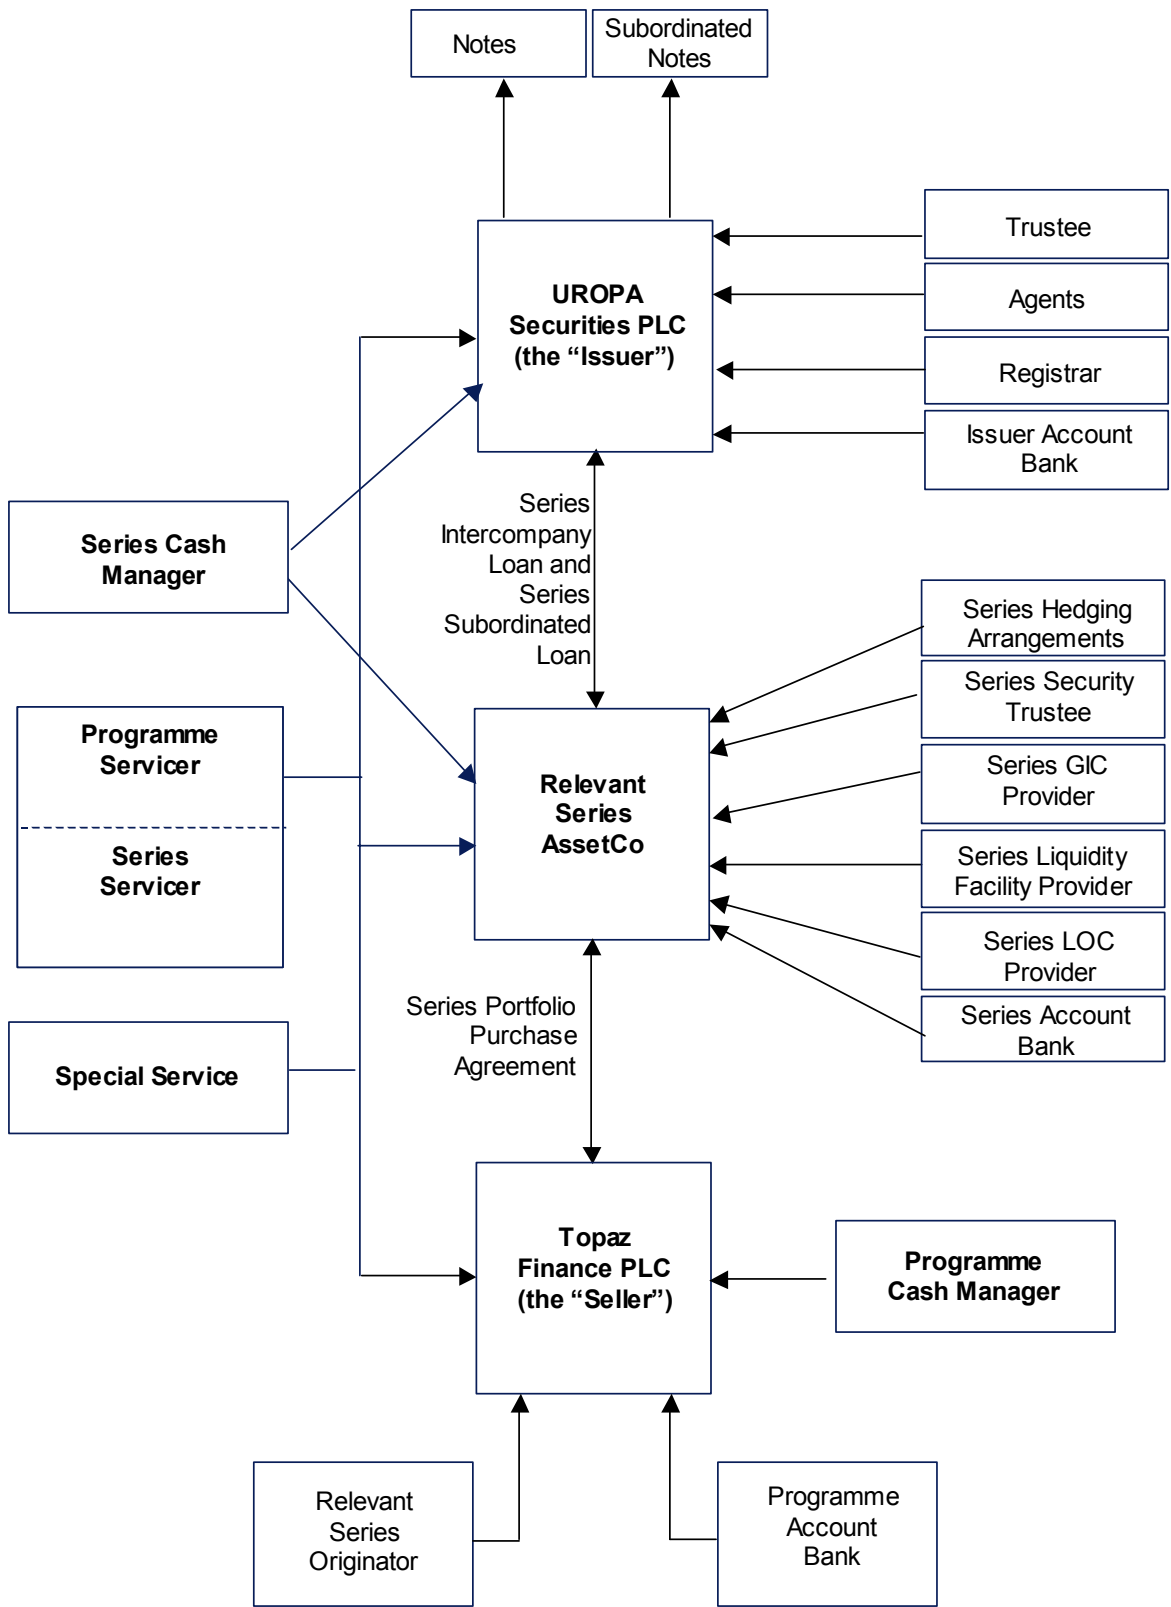 Notes
Subordinated
Notes
UROPA
Securities PLC
(the “Issuer”)
Trustee
Agents
Registrar
Issuer Account
Bank
Series Cash
Manager
Series
Intercompany
Loan and
Series
Subordinated
Loan
Programme
Servicer
Series
Servicer
Relevant
Series
AssetCo
Series Hedging
Arrangements
Series Security
Trustee
Series GIC
Provider
Series Liquidity
Facility Provider
Series LOC
Provider
Series Account
Bank
Special Service
Series Portfolio
Purchase
Agreement
Topaz
Finance PLC
(the “Seller”)
Programme
Cash Manager
Relevant
Series
Originator
Programme
Account
Bank